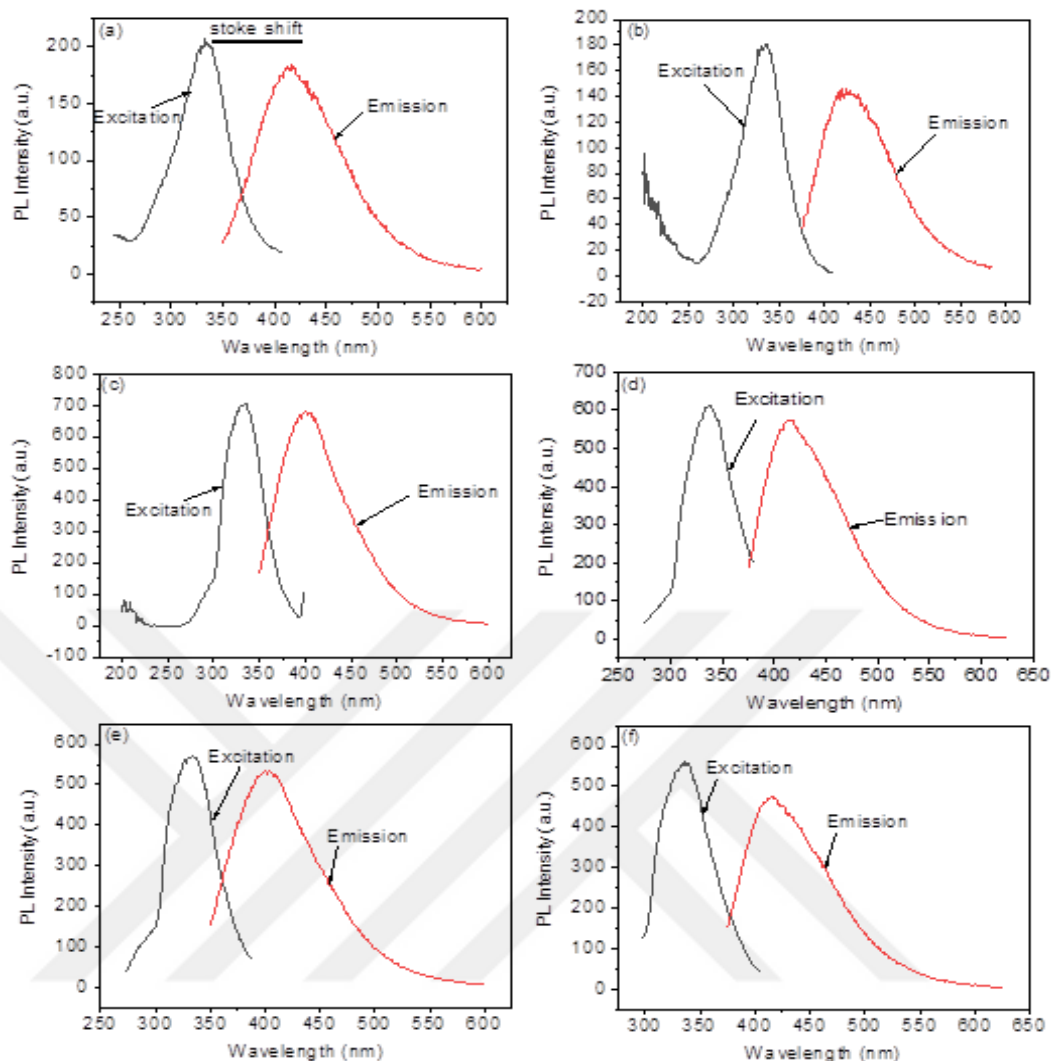 (a)
stoke shift
200
150
100
50
0
Excitation
Emission
PL Intensity (a.u.)
250 300 350 400 450 500 550 600
Wavelength (nm)
(b)
180
160
140
120
100
80
60
40
20
0
-20
Excitation
Emission
PL Intensity (a.u.)
200 250 300 350 400 450 500 550 600
Wavelength (nm)
(c)
800
700
600
500
400
300
200
100
0
-100
Excitation
Emission
PL Intensity (a.u.)
200 250 300 350 400 450 500 550 600
Wavelength (nm)
(d)
700
600
500
400
300
200
100
0
Excitation
Emission
PL Intensity (a.u.)
250 300 350 400 450 500 550 600 650
Wavelength (nm)
(e)
600
500
400
300
200
100
0
Excitation
Emission
PL Intensity (a.u.)
250 300 350 400 450 500 550 600
Wavelength (nm)
(f)
600
500
400
300
200
100
0
Excitation
Emission
PL Intensity (a.u.)
300 350 400 450 500 550 600 650
Wavelength (nm)